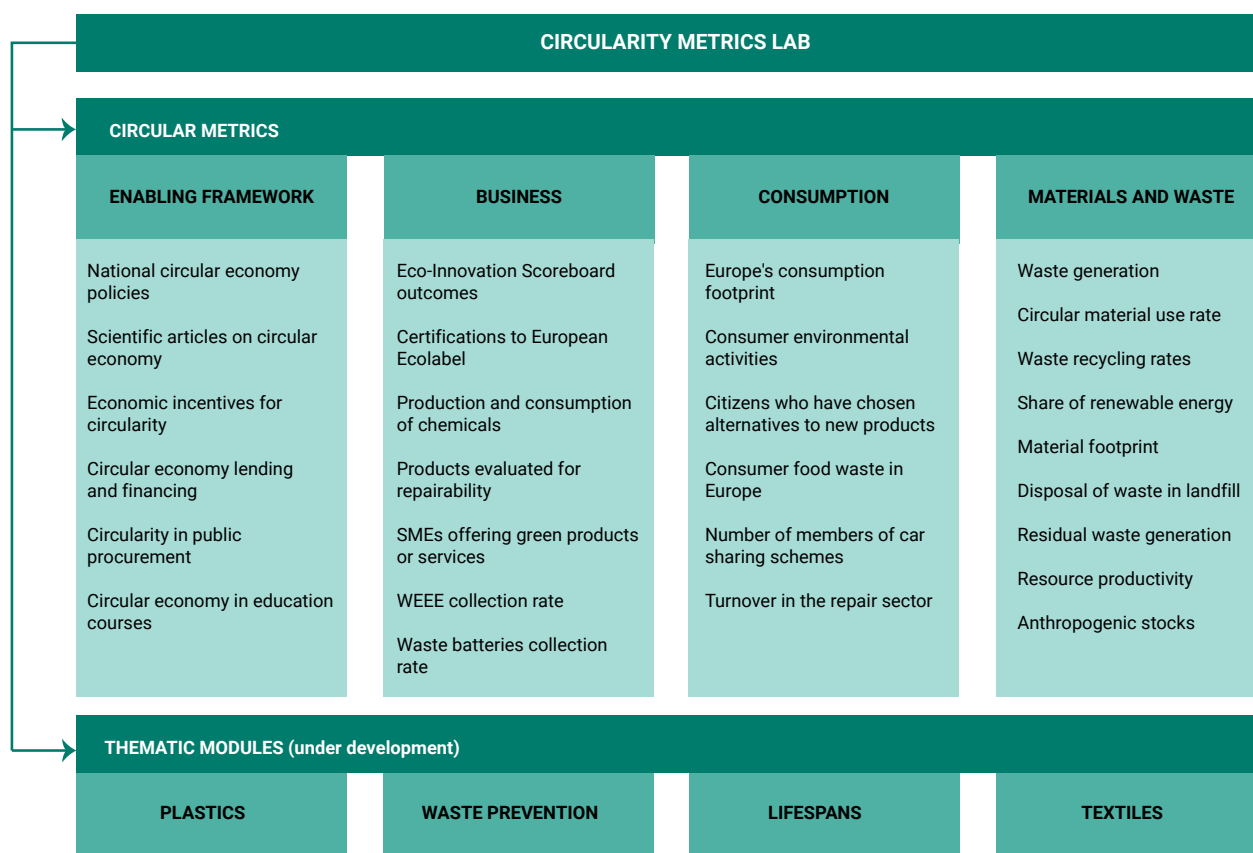 CIRCULARITY METRICS LAB
CIRCULAR METRICS
ENABLING FRAMEWORK
National circular economy
policies
Scientific articles on circular
economy
Economic incentives for
circularity
Circular economy lending
and financing
Circularity in public
procurement
Circular economy in education
courses
BUSINESS
Eco-Innovation Scoreboard
outcomes
Certifications to European
Ecolabel
Production and consumption
of chemicals
Products evaluated for
repairability
SMEs offering green products
or services
WEEE collection rate
Waste batteries collection
rate
CONSUMPTION
Europe's consumption
footprint
Consumer environmental
activities
Citizens who have chosen
alternatives to new products
Consumer food waste in
Europe
Number of members of car
sharing schemes
Turnover in the repair sector
MATERIALS AND WASTE
Waste generation
Circular material use rate
Waste recycling rates
Share of renewable energy
Material footprint
Disposal of waste in landfill
Residual waste generation
Resource productivity
Anthropogenic stocks
THEMATIC MODULES (under development)
PLASTICS
WASTE PREVENTION
LIFESPANS
TEXTILES